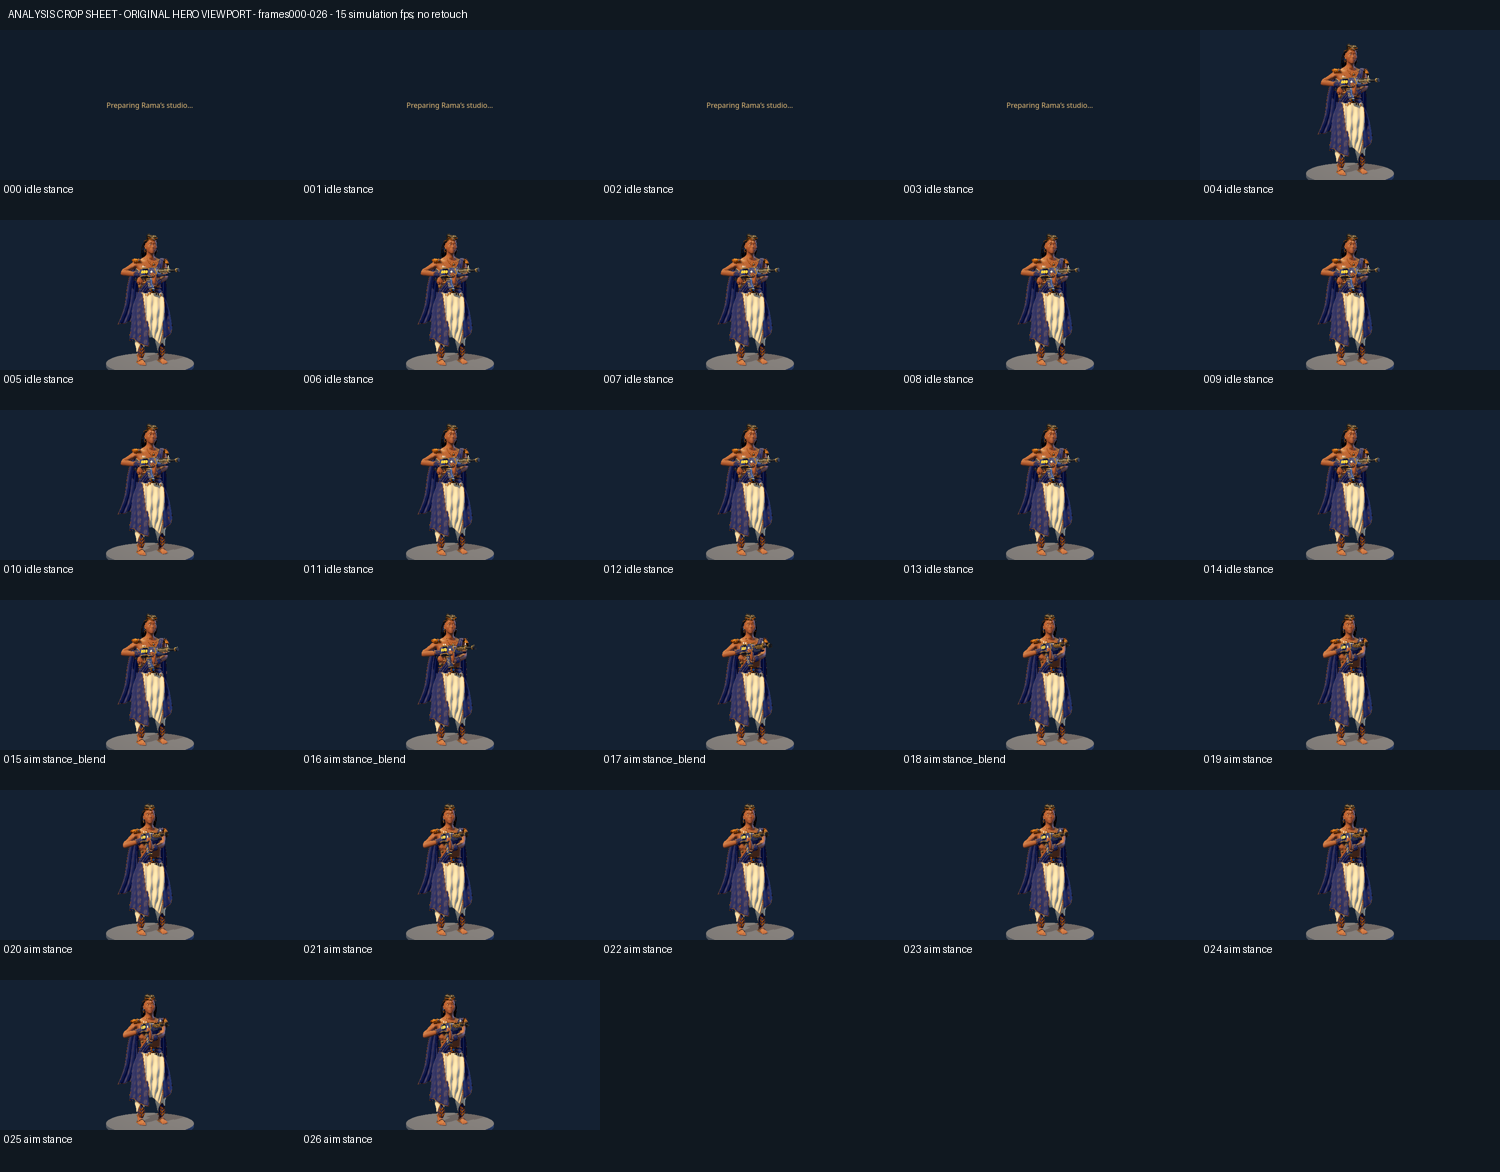 ANALYSIS CROP SHEET - ORIGINAL HERO VIEWPORT - frames000-026 - 15 simulation fps; no retouch
Preparing Rama's studio... Preparing Rama's studio... Preparing Rama's studio... Preparing Rama's studio...
000 idle stance 001 idle stance 002 idle stance 003 idle stance 004 idle stance
005 idle stance 006 idle stance 007 idle stance 008 idle stance 009 idle stance
010 idle stance 011 idle stance 012 idle stance 013 idle stance 014 idle stance
015 aim stance_blend 016 aim stance_blend 017 aim stance_blend 018 aim stance_blend 019 aim stance
020 aim stance 021 aim stance 022 aim stance 023 aim stance 024 aim stance
025 aim stance 026 aim stance